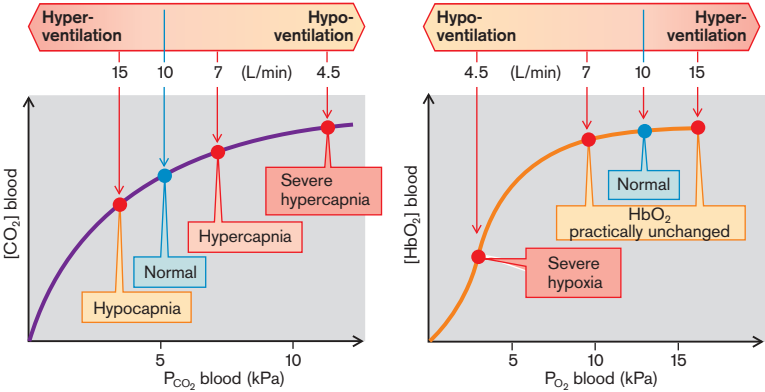 Hyper-
ventilation
Hypo-
ventilation
15 10 7 (L/min) 4.5
[CO₂] blood
Severe
hypercapnia
Hypercapnia
Normal
Hypocapnia
5 10
P_CO₂ blood (kPa)
Hypo-
ventilation
Hyper-
ventilation
4.5 (L/min) 7 10 15
[HbO₂] blood
Normal
HbO₂
practically unchanged
Severe
hypoxia
5 10 15
P_O₂ blood (kPa)